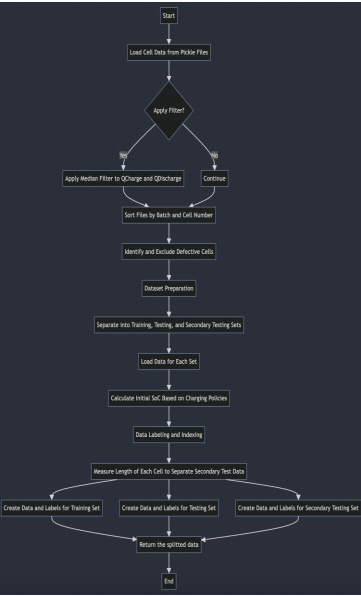 Start
Load Cell Data from Pickle Files
Apply Filter?
Yes
No
Apply Median Filter to QCharge and QDischarge
Continue
Sort Files by Batch and Cell Number
Identify and Exclude Defective Cells
Dataset Preparation
Separate into Training, Testing, and Secondary Testing Sets
Load Data for Each Set
Calculate Initial SoC Based on Charging Policies
Data Labeling and Indexing
Measure Length of Each Cell to Separate Secondary Test Data
Create Data and Labels for Training Set
Create Data and Labels for Testing Set
Create Data and Labels for Secondary Testing Set
Return the splitted data
End